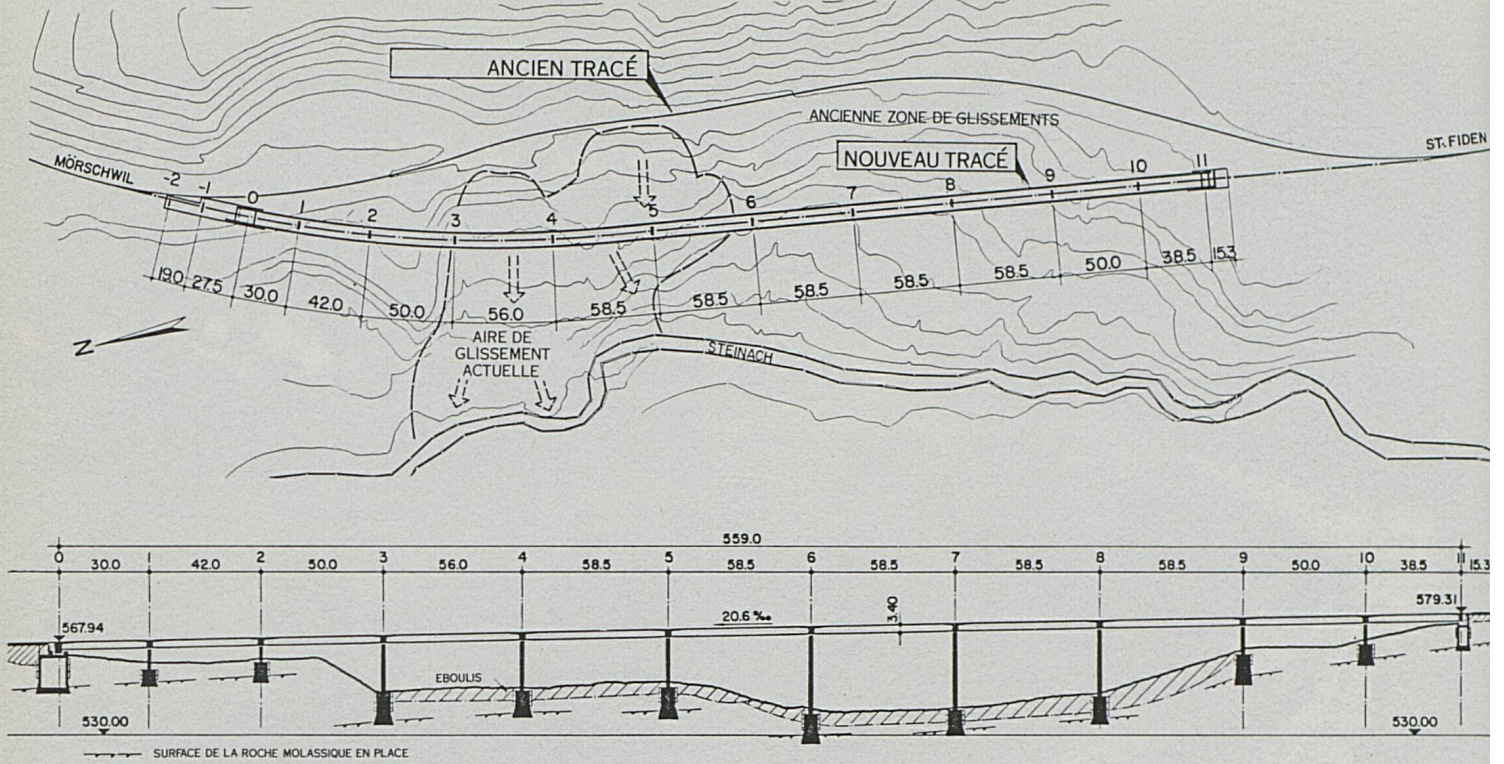 ANCIEN TRACÉ
ANCIENNE ZONE DE GLISSEMENTS
ST. FIDEN
NOUVEAU TRACÉ
MÖRSCHWIL
-2 -1 0 1 2 3 4 5 6 7 8 9 10 11
19.0 27.5 30.0 42.0 50.0 56.0 58.5 58.5 58.5 58.5 58.5 50.0 38.5 15.3
N
AIRE DE
GLISSEMENT
ACTUELLE
STEINACH
559.0
0 1 2 3 4 5 6 7 8 9 10 11
30.0 42.0 50.0 56.0 58.5 58.5 58.5 58.5 58.5 50.0 38.5 15.3
567.94
20.6 ‰
3.40
579.31
EBOULIS
530.00
530.00
SURFACE DE LA ROCHE MOLASSIQUE EN PLACE